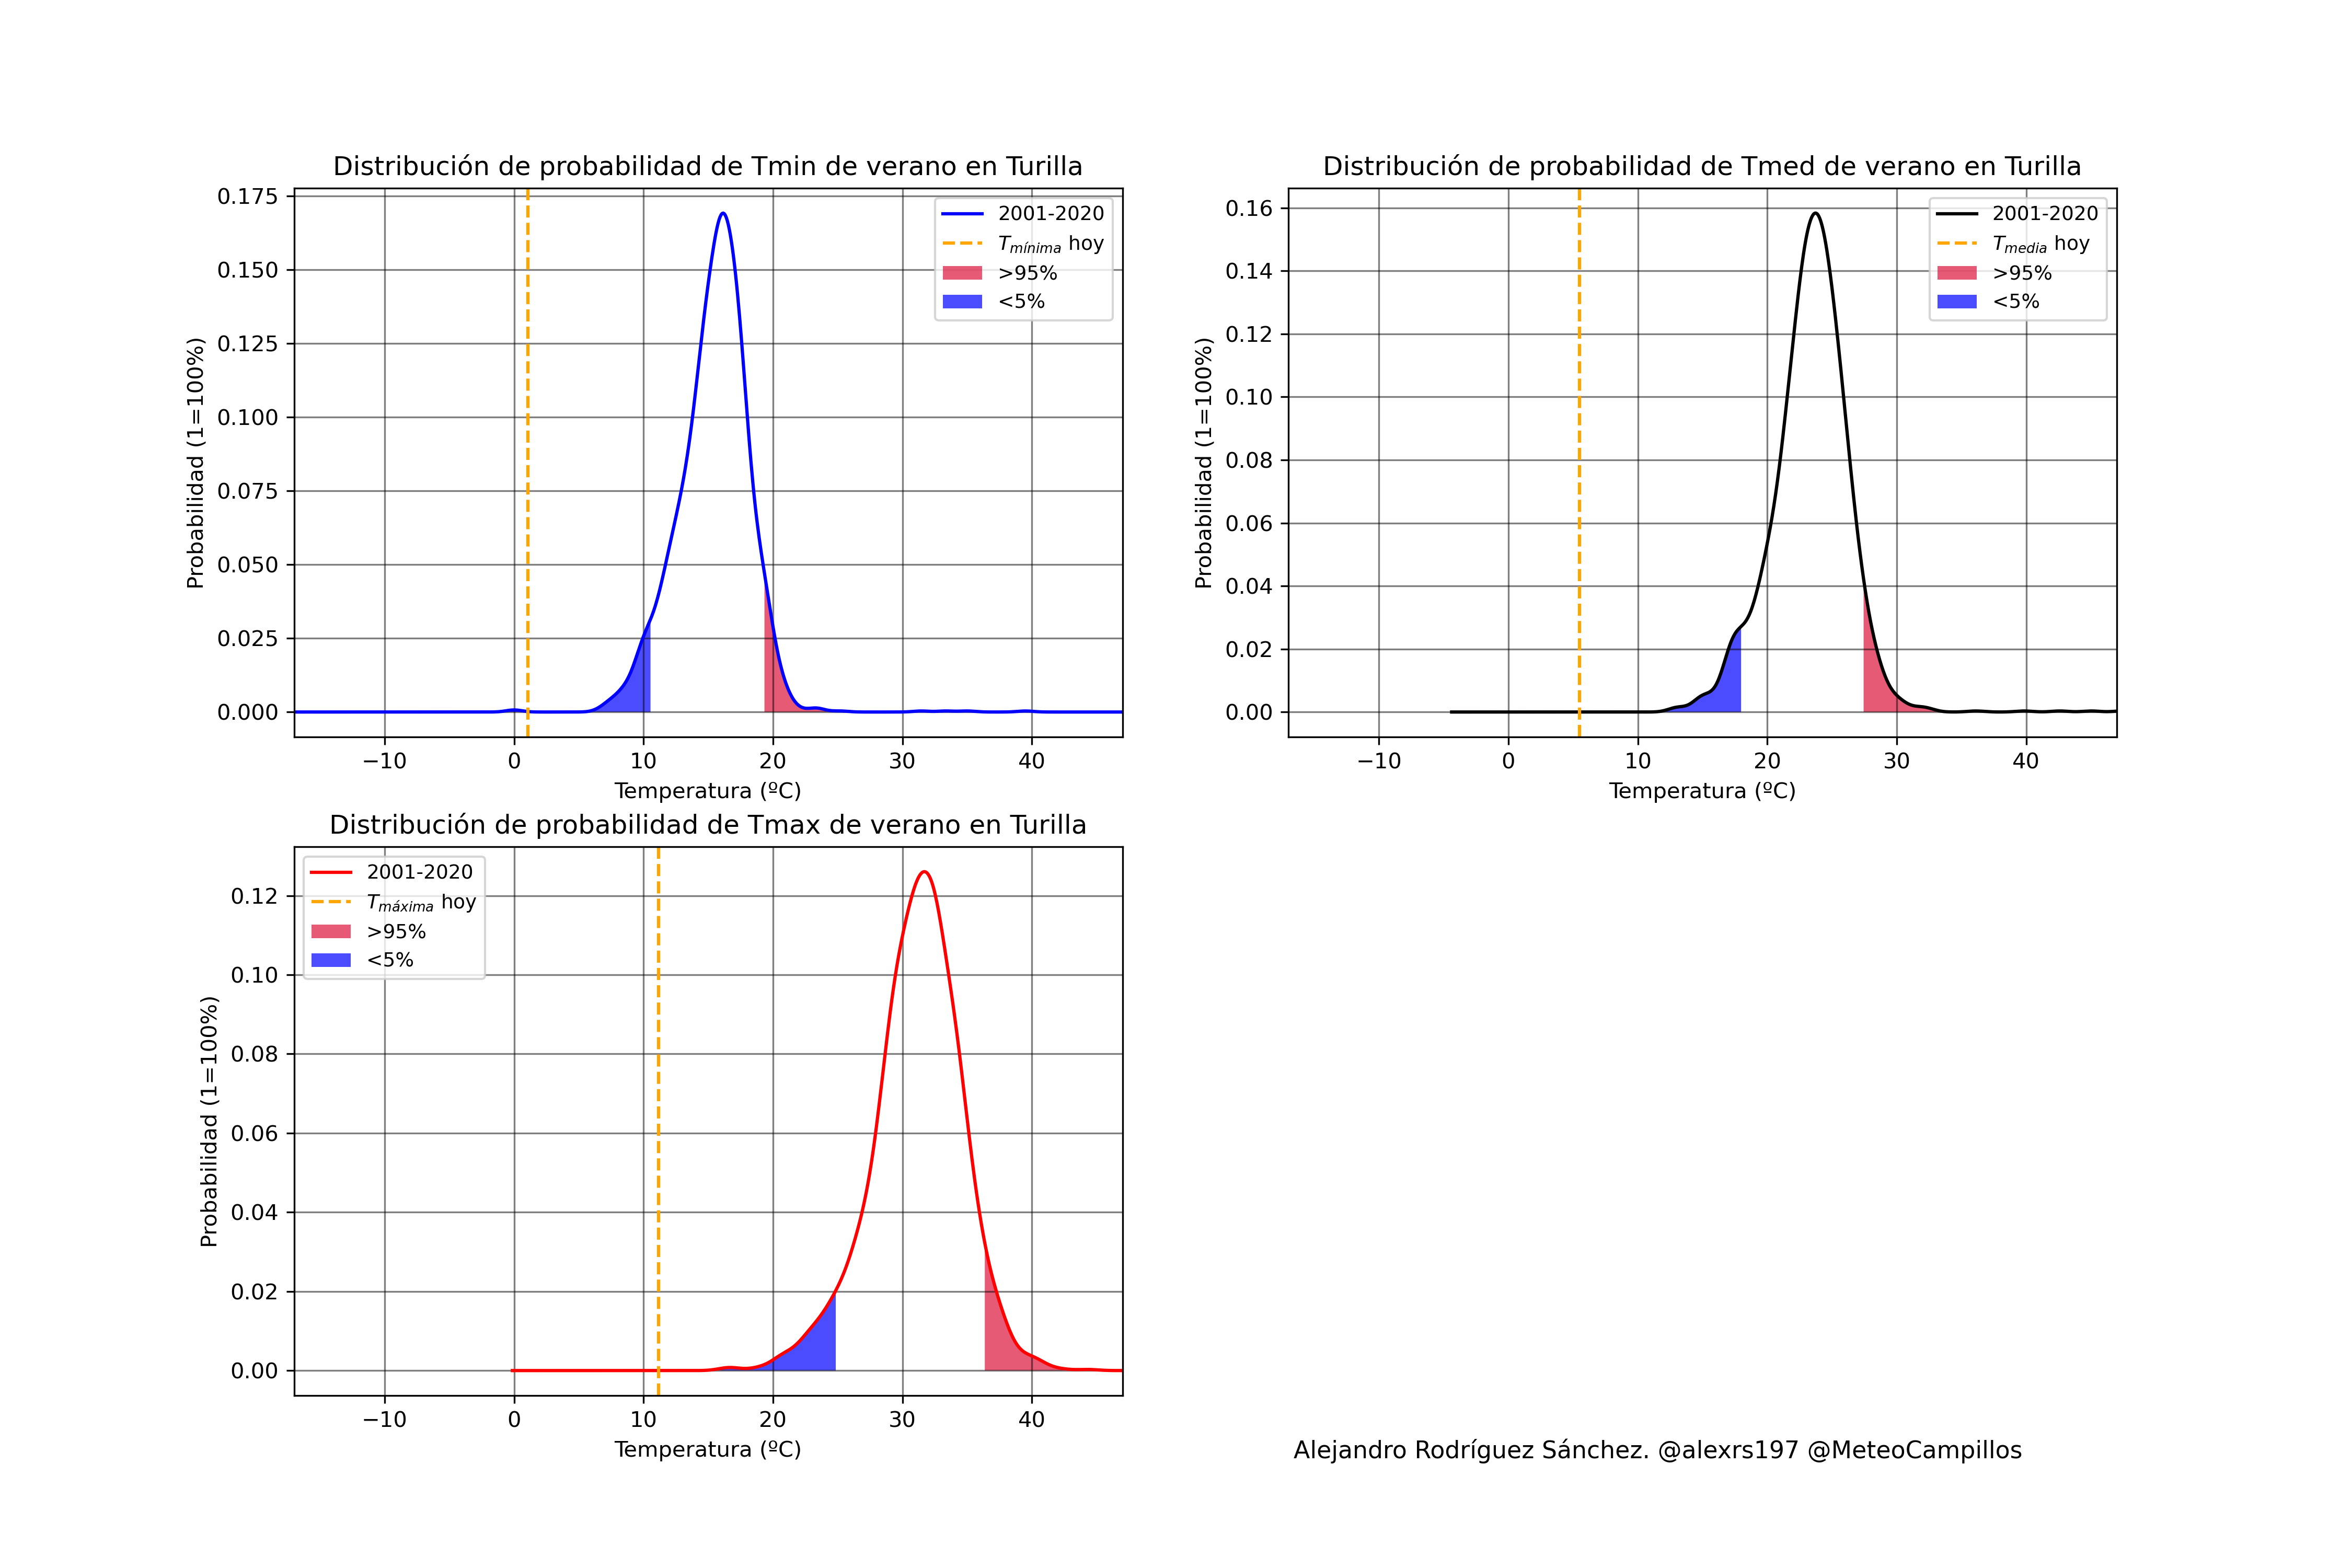 Distribución de probabilidad de Tmin de verano en Turilla
0.175
0.150
0.125
0.100
0.075
0.050
0.025
0.000
Probabilidad (1=100%)
2001-2020
Tmínima hoy
>95%
<5%
−10 0 10 20 30 40
Temperatura (ºC)
Distribución de probabilidad de Tmed de verano en Turilla
0.16
0.14
0.12
0.10
0.08
0.06
0.04
0.02
0.00
Probabilidad (1=100%)
2001-2020
Tmedia hoy
>95%
<5%
−10 0 10 20 30 40
Temperatura (ºC)
Distribución de probabilidad de Tmax de verano en Turilla
0.12
0.10
0.08
0.06
0.04
0.02
0.00
Probabilidad (1=100%)
2001-2020
Tmáxima hoy
>95%
<5%
−10 0 10 20 30 40
Temperatura (ºC)
Alejandro Rodríguez Sánchez. @alexrs197 @MeteoCampillos